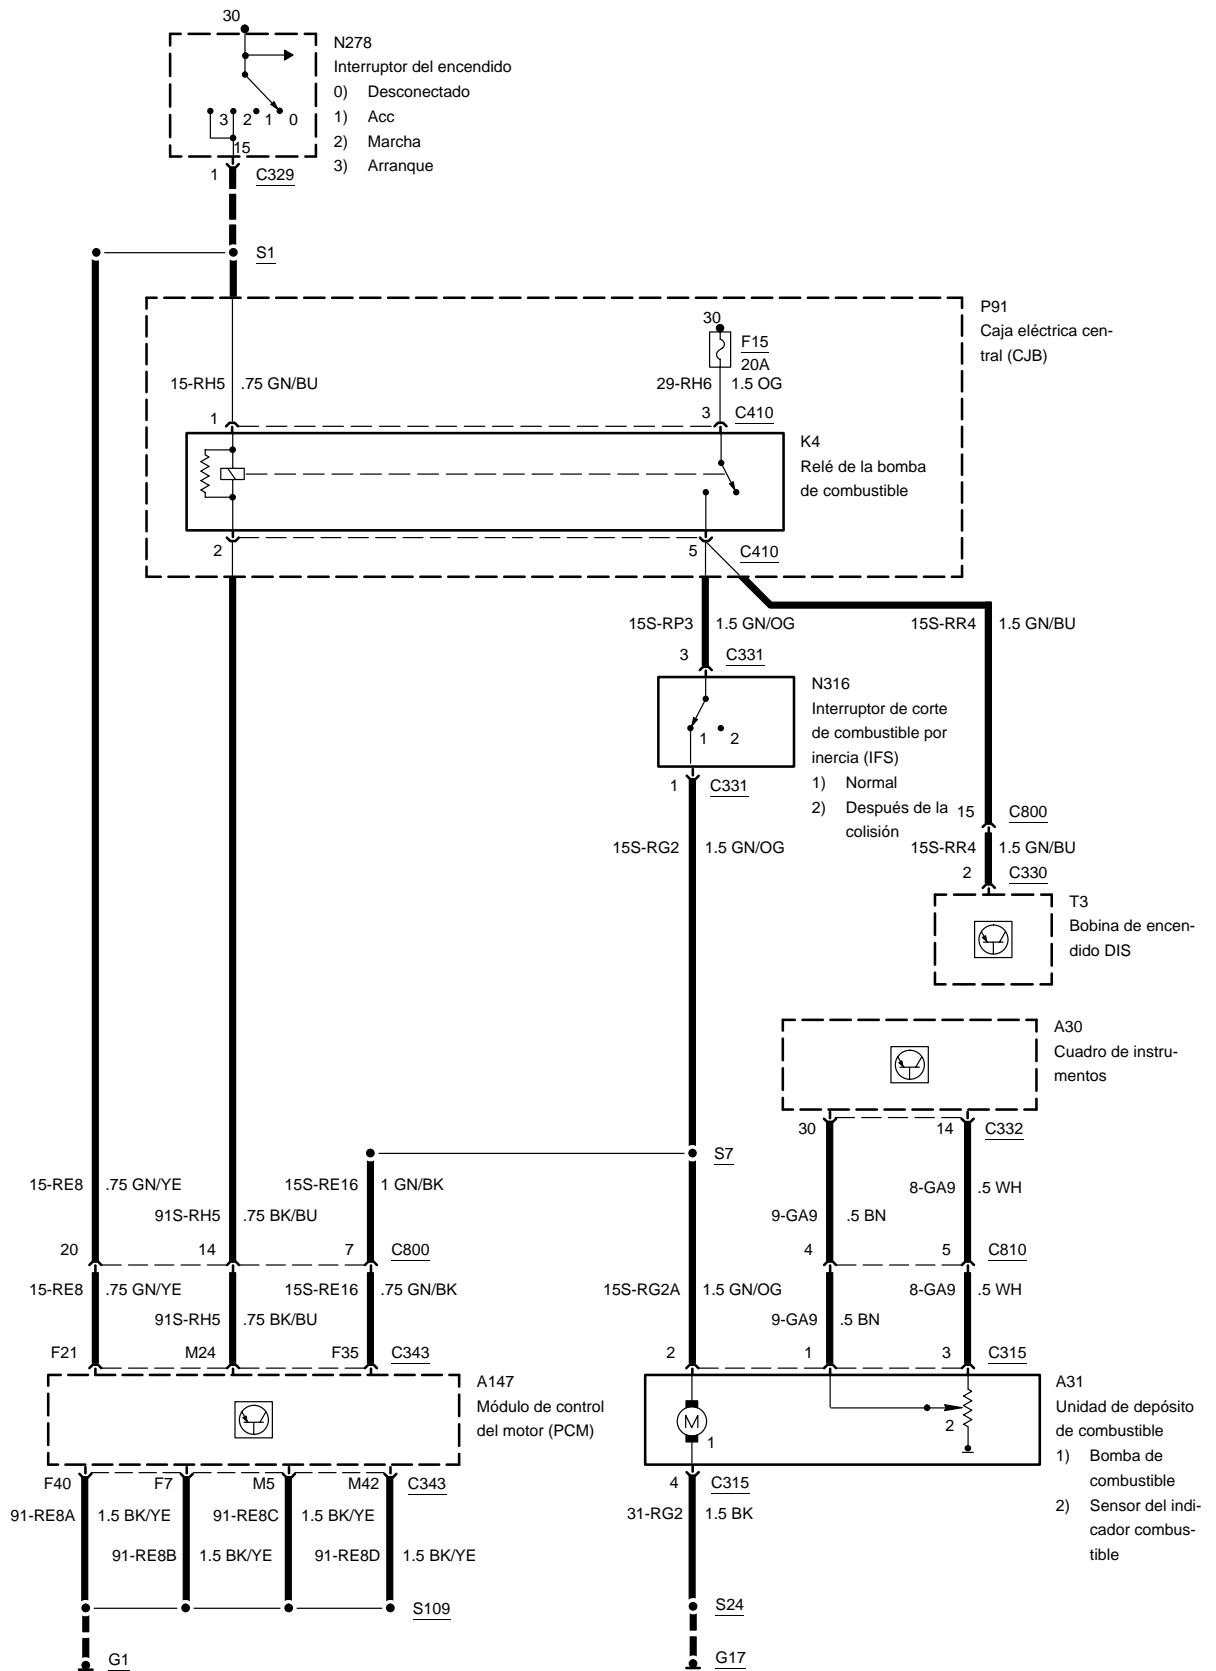 30
N278
Interruptor del encendido
0) Desconectado
1) Acc
2) Marcha
3) Arranque
3 2 1 0
15
1 C329
S1
P91
Caja eléctrica cen-
tral (CJB)
30
F15
20A
15-RH5 .75 GN/BU
29-RH6 1.5 OG
1
3 C410
K4
Relé de la bomba
de combustible
2
5 C410
15S-RP3 1.5 GN/OG
15S-RR4 1.5 GN/BU
3 C331
N316
Interruptor de corte
de combustible por
inercia (IFS)
1) Normal
2) Después de la
colisión
1 2
1 C331
15 C800
15S-RG2 1.5 GN/OG
15S-RR4 1.5 GN/BU
2 C330
T3
Bobina de encen-
dido DIS
A30
Cuadro de instru-
mentos
30 14 C332
S7
15-RE8 .75 GN/YE
15S-RE16 1 GN/BK
8-GA9 .5 WH
91S-RH5 .75 BK/BU
9-GA9 .5 BN
20 14 7 C800
4 5 C810
15-RE8 .75 GN/YE
15S-RE16 .75 GN/BK
15S-RG2A 1.5 GN/OG
8-GA9 .5 WH
91S-RH5 .75 BK/BU
9-GA9 .5 BN
F21 M24 F35 C343
2 1 3 C315
A147
Módulo de control
del motor (PCM)
A31
Unidad de depósito
de combustible
1) Bomba de
combustible
2) Sensor del indi-
cador combus-
tible
M
1
2
F40 F7 M5 M42 C343
4 C315
91-RE8A 1.5 BK/YE
91-RE8C 1.5 BK/YE
31-RG2 1.5 BK
91-RE8B 1.5 BK/YE
91-RE8D 1.5 BK/YE
S109
S24
G1
G17